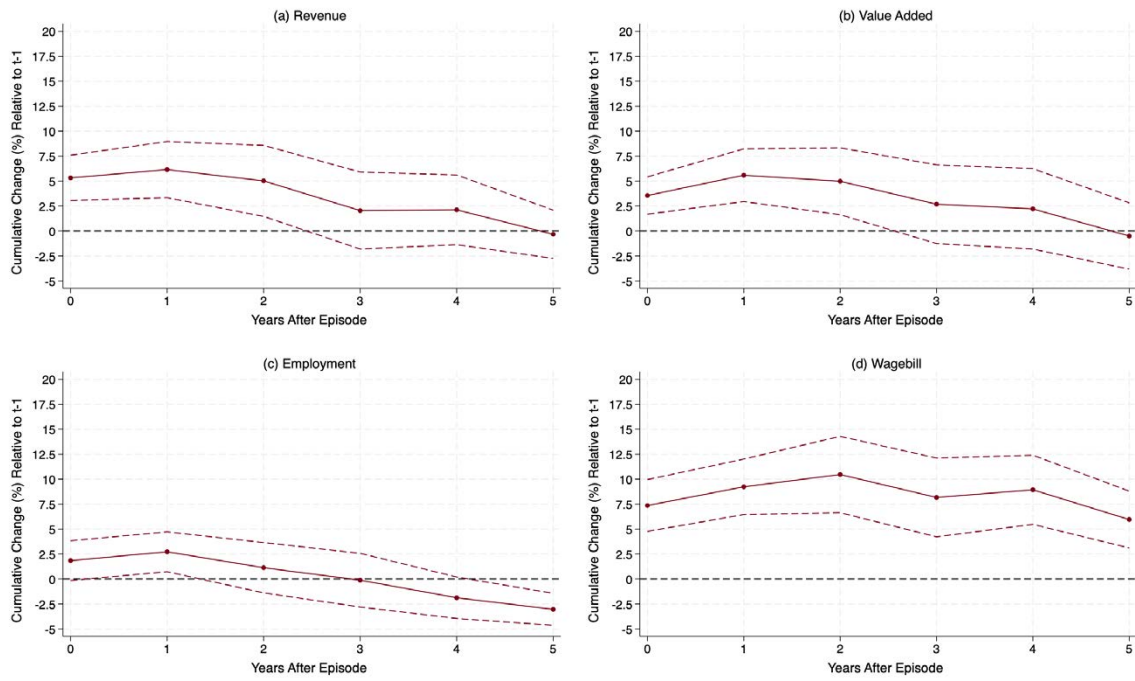 (a) Revenue
Cumulative Change (%) Relative to t-1
20
17.5
15
12.5
10
7.5
5
2.5
0
-2.5
-5
0 1 2 3 4 5
Years After Episode
(b) Value Added
Cumulative Change (%) Relative to t-1
20
17.5
15
12.5
10
7.5
5
2.5
0
-2.5
-5
0 1 2 3 4 5
Years After Episode
(c) Employment
Cumulative Change (%) Relative to t-1
20
17.5
15
12.5
10
7.5
5
2.5
0
-2.5
-5
0 1 2 3 4 5
Years After Episode
(d) Wagebill
Cumulative Change (%) Relative to t-1
20
17.5
15
12.5
10
7.5
5
2.5
0
-2.5
-5
0 1 2 3 4 5
Years After Episode